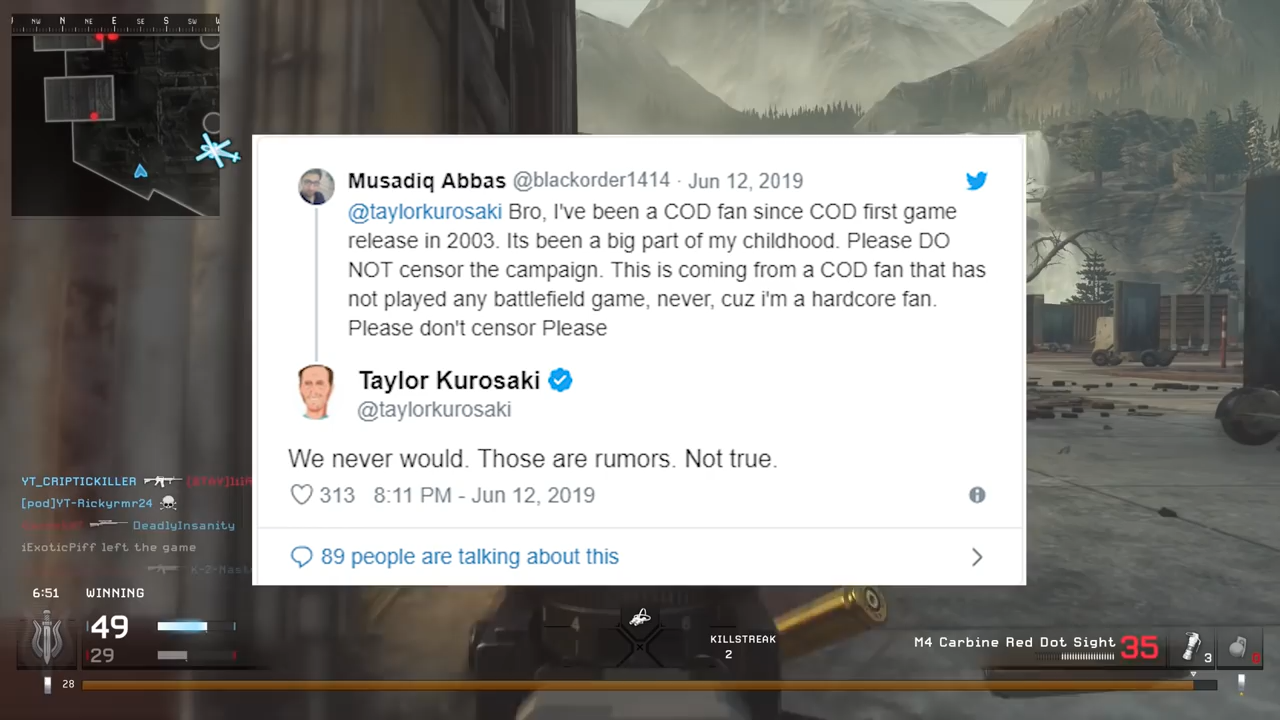 NW N NE E SE S SW
Musadiq Abbas @blackorder1414 · Jun 12, 2019
@taylorkurosaki Bro, I've been a COD fan since COD first game
release in 2003. Its been a big part of my childhood. Please DO
NOT censor the campaign. This is coming from a COD fan that has
not played any battlefield game, never, cuz i'm a hardcore fan.
Please don't censor Please
Taylor Kurosaki
@taylorkurosaki
We never would. Those are rumors. Not true.
313 8:11 PM - Jun 12, 2019
89 people are talking about this
YT_CRIPTICKILLER
[pod]YT-Rickyrmr24
DeadlyInsanity
iExoticPiff left the game
6:51 WINNING
49
29
28
KILLSTREAK
2
M4 Carbine Red Dot Sight 35
3